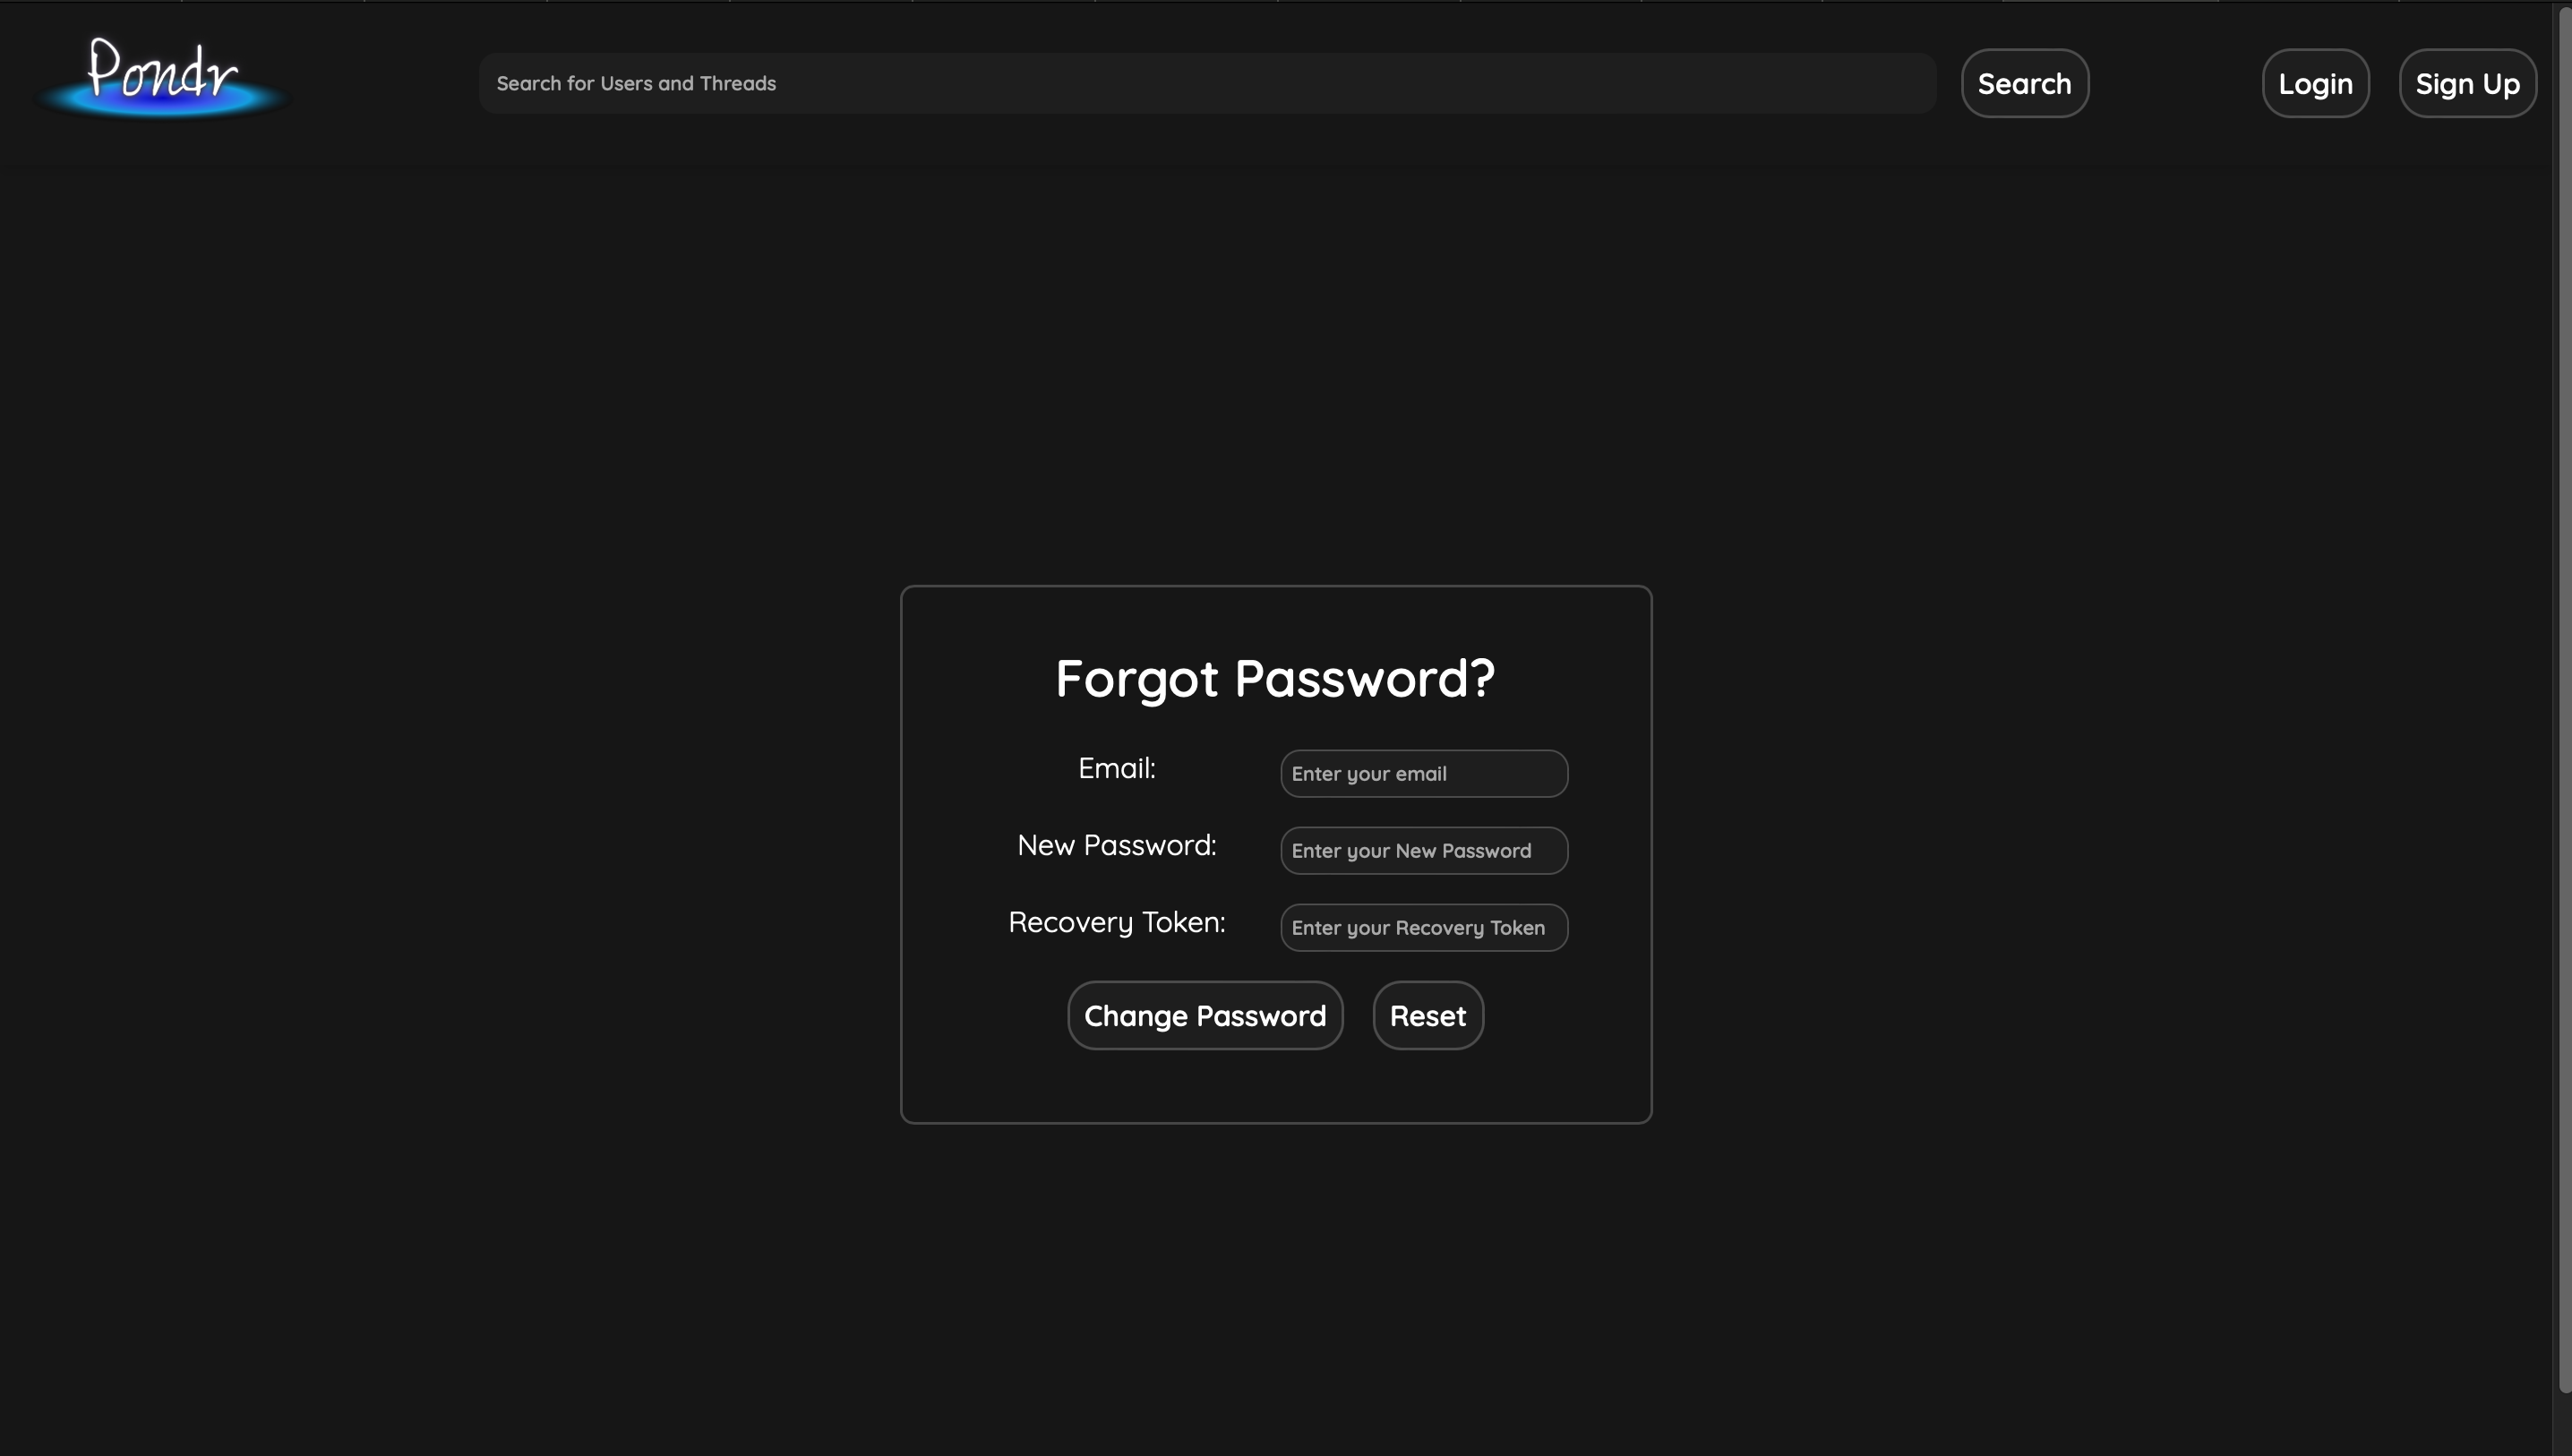 Pondr
Search for Users and Threads
Search
Login
Sign Up
Forgot Password?
Email:
Enter your email
New Password:
Enter your New Password
Recovery Token:
Enter your Recovery Token
Change Password
Reset